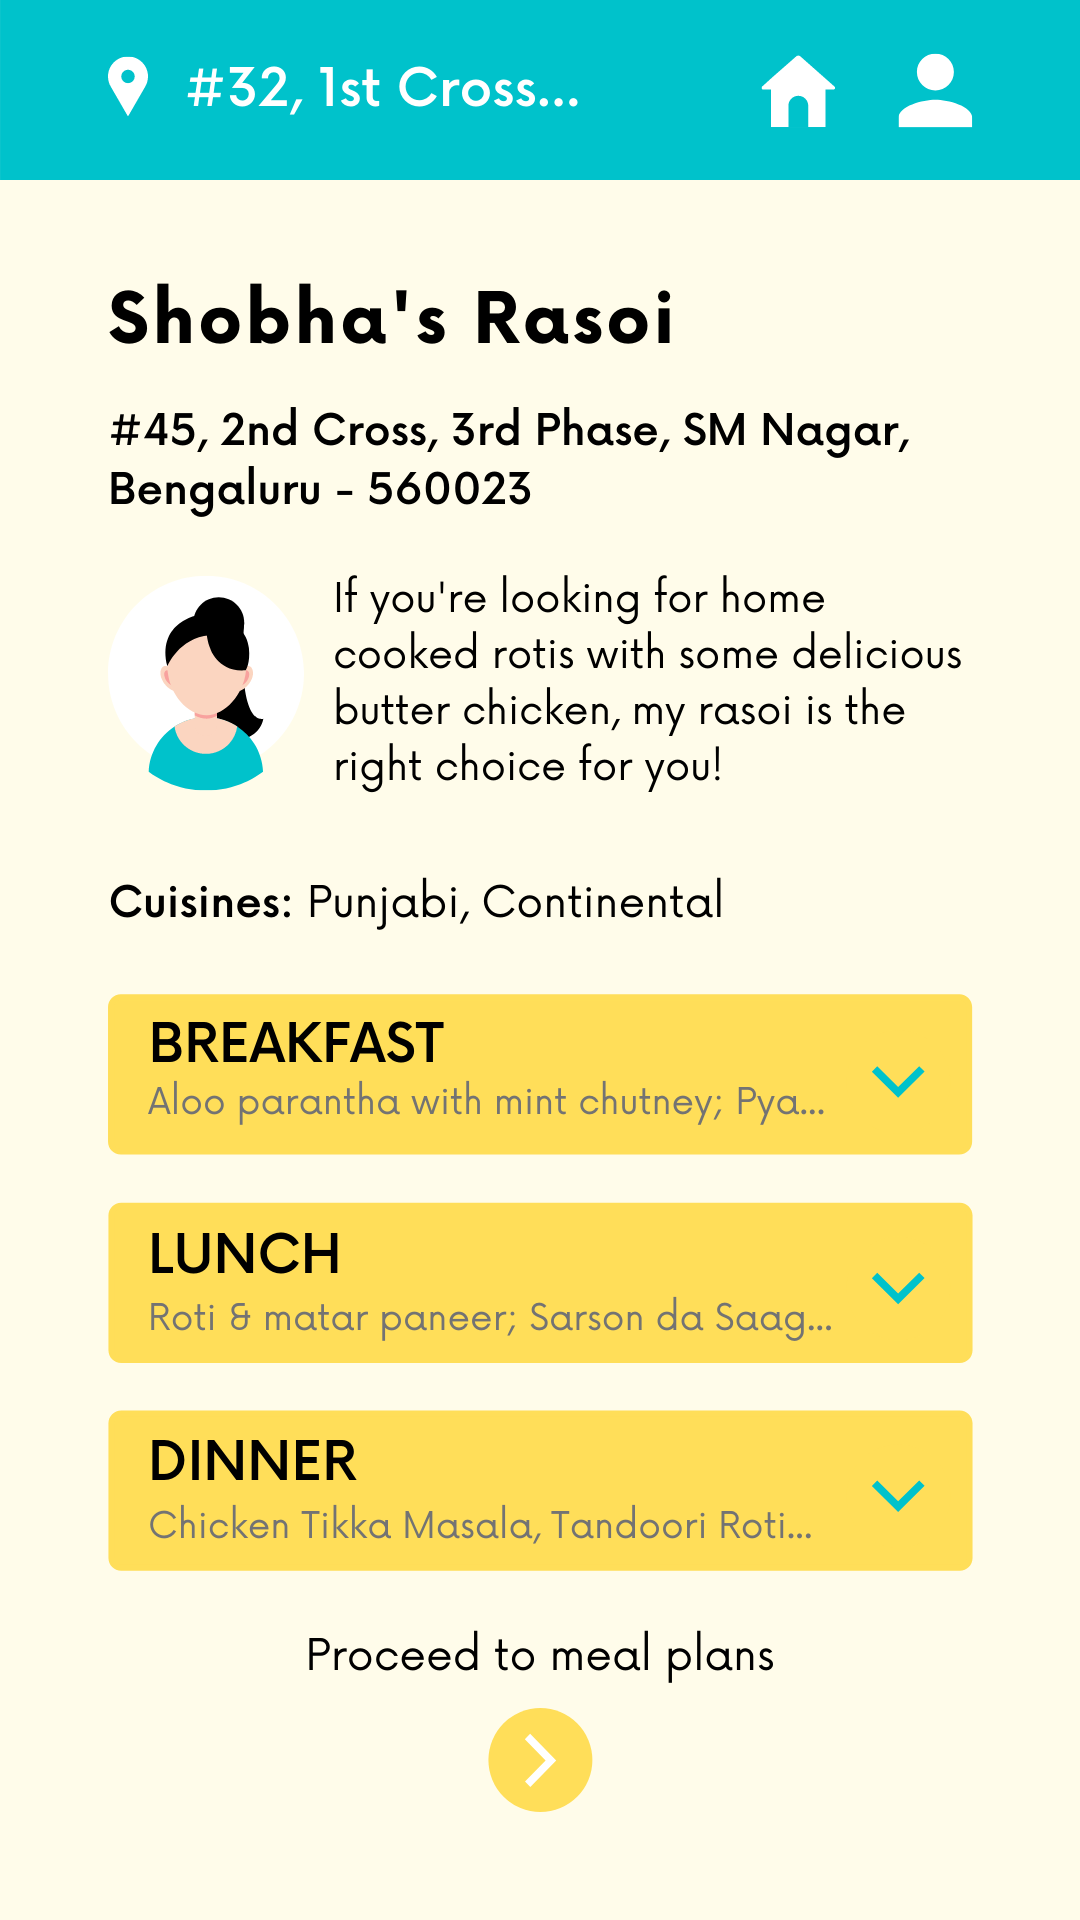 #32, 1st Cross...
Shobha's Rasoi
#45, 2nd Cross, 3rd Phase, SM Nagar,
Bengaluru - 560023
If you're looking for home
cooked rotis with some delicious
butter chicken, my rasoi is the
right choice for you!
Cuisines: Punjabi, Continental
BREAKFAST
Aloo parantha with mint chutney; Pya...
LUNCH
Roti & matar paneer; Sarson da Saag...
DINNER
Chicken Tikka Masala, Tandoori Roti...
Proceed to meal plans